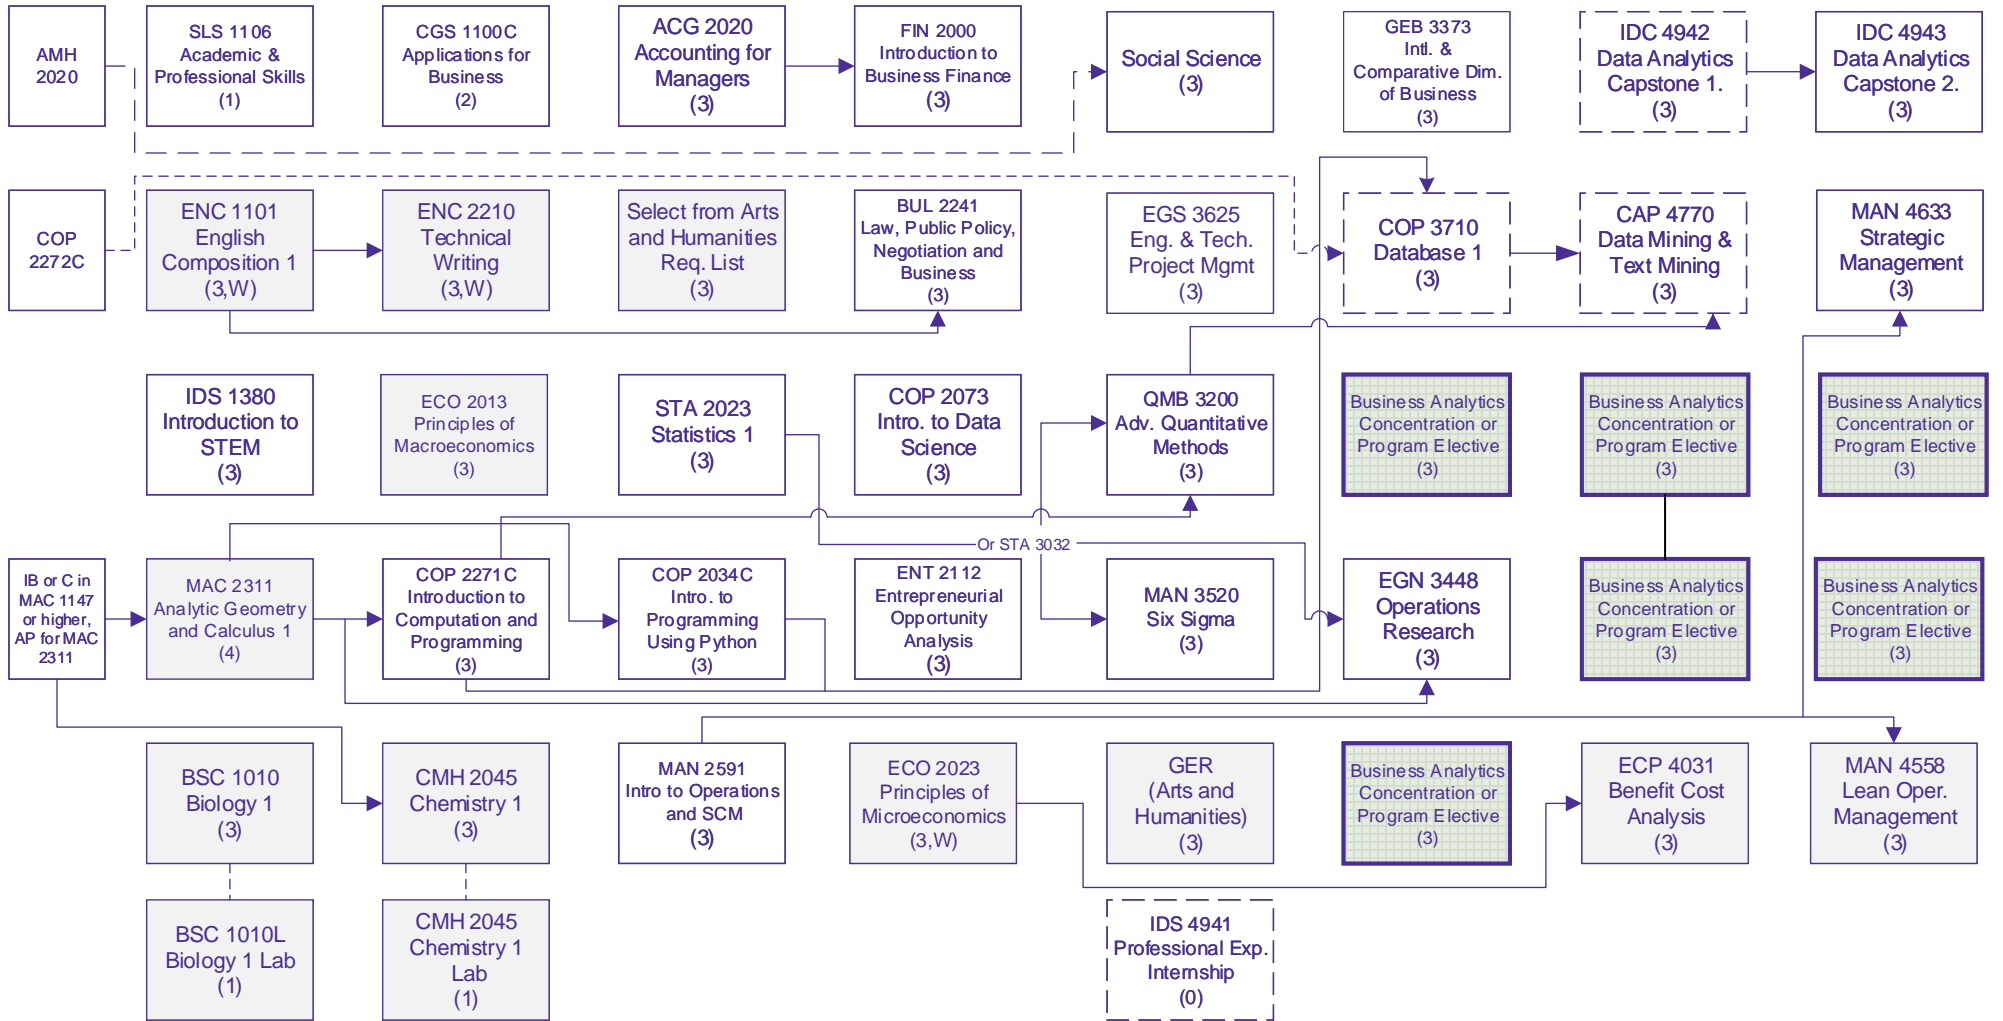 AMH
2020
SLS 1106
Academic &
Professional Skills
(1)
CGS 1100C
Applications for
Business
(2)
ACG 2020
Accounting for
Managers
(3)
FIN 2000
Introduction to
Business Finance
(3)
Social Science
(3)
GEB 3373
Intl. &
Comparative Dim.
of Business
(3)
IDC 4942
Data Analytics
Capstone 1.
(3)
IDC 4943
Data Analytics
Capstone 2.
(3)
COP
2272C
ENC 1101
English
Composition 1
(3,W)
ENC 2210
Technical
Writing
(3,W)
Select from Arts
and Humanities
Req. List
(3)
BUL 2241
Law, Public Policy,
Negotiation and
Business
(3)
EGS 3625
Eng. & Tech.
Project Mgmt
(3)
COP 3710
Database 1
(3)
CAP 4770
Data Mining &
Text Mining
(3)
MAN 4633
Strategic
Management
(3)
IDS 1380
Introduction to
STEM
(3)
ECO 2013
Principles of
Macroeconomics
(3)
STA 2023
Statistics 1
(3)
COP 2073
Intro. to Data
Science
(3)
QMB 3200
Adv. Quantitative
Methods
(3)
Business Analytics
Concentration or
Program Elective
(3)
Business Analytics
Concentration or
Program Elective
(3)
Business Analytics
Concentration or
Program Elective
(3)
Or STA 3032
IB or C in
MAC 1147
or higher,
AP for MAC
2311
MAC 2311
Analytic Geometry
and Calculus 1
(4)
COP 2271C
Introduction to
Computation and
Programming
(3)
COP 2034C
Intro. to
Programming
Using Python
(3)
ENT 2112
Entrepreneurial
Opportunity
Analysis
(3)
MAN 3520
Six Sigma
(3)
EGN 3448
Operations
Research
(3)
Business Analytics
Concentration or
Program Elective
(3)
Business Analytics
Concentration or
Program Elective
(3)
BSC 1010
Biology 1
(3)
CMH 2045
Chemistry 1
(3)
MAN 2591
Intro to Operations
and SCM
(3)
ECO 2023
Principles of
Microeconomics
(3,W)
GER
(Arts and
Humanities)
(3)
Business Analytics
Concentration or
Program Elective
(3)
ECP 4031
Benefit Cost
Analysis
(3)
MAN 4558
Lean Oper.
Management
(3)
BSC 1010L
Biology 1 Lab
(1)
CMH 2045
Chemistry 1
Lab
(1)
IDS 4941
Professional Exp.
Internship
(0)